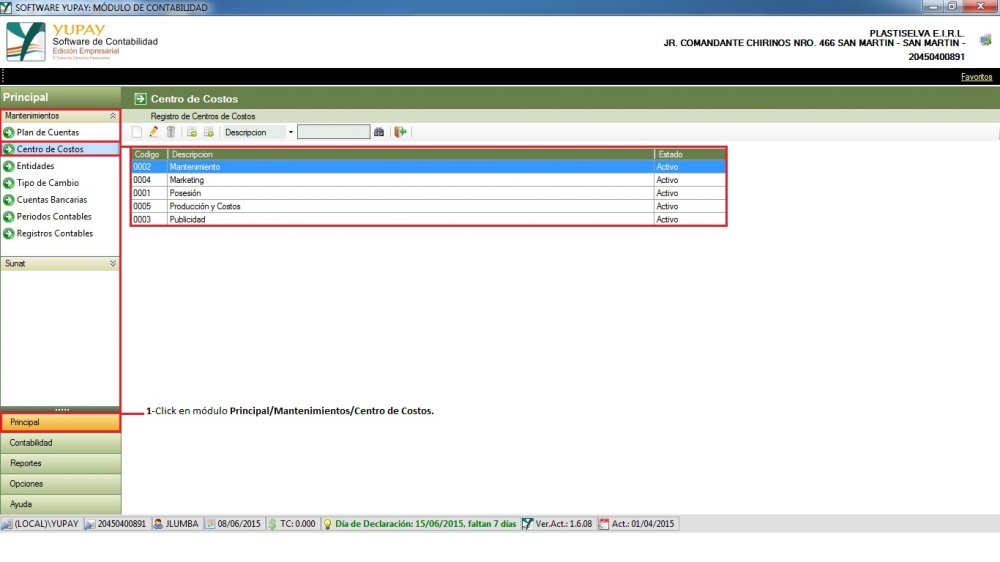 SOFTWARE YUPAY: MÓDULO DE CONTABILIDAD
YUPAY
Software de Contabilidad
Edición Empresarial
© Todos los Derechos Reservados
PLASTISELVA E.I.R.L.
JR. COMANDANTE CHIRINOS NRO. 466 SAN MARTIN - SAN MARTIN -
20450400891
Favoritos
Principal
Mantenimientos
Plan de Cuentas
Centro de Costos
Entidades
Tipo de Cambio
Cuentas Bancarias
Periodos Contables
Registros Contables
Sunat
Centro de Costos
Registro de Centros de Costos
Descripcion
Codigo Descripcion Estado
0002 Mantenimiento Activo
0004 Marketing Activo
0001 Posesión Activo
0005 Producción y Costos Activo
0003 Publicidad Activo
1-Click en módulo Principal/Mantenimientos/Centro de Costos.
Principal
Contabilidad
Reportes
Opciones
Ayuda
(LOCAL)\YUPAY 20450400891 JLUMBA 08/06/2015 TC: 0.000 Día de Declaración: 15/06/2015, faltan 7 días Ver.Act.: 1.6.08 Act.: 01/04/2015